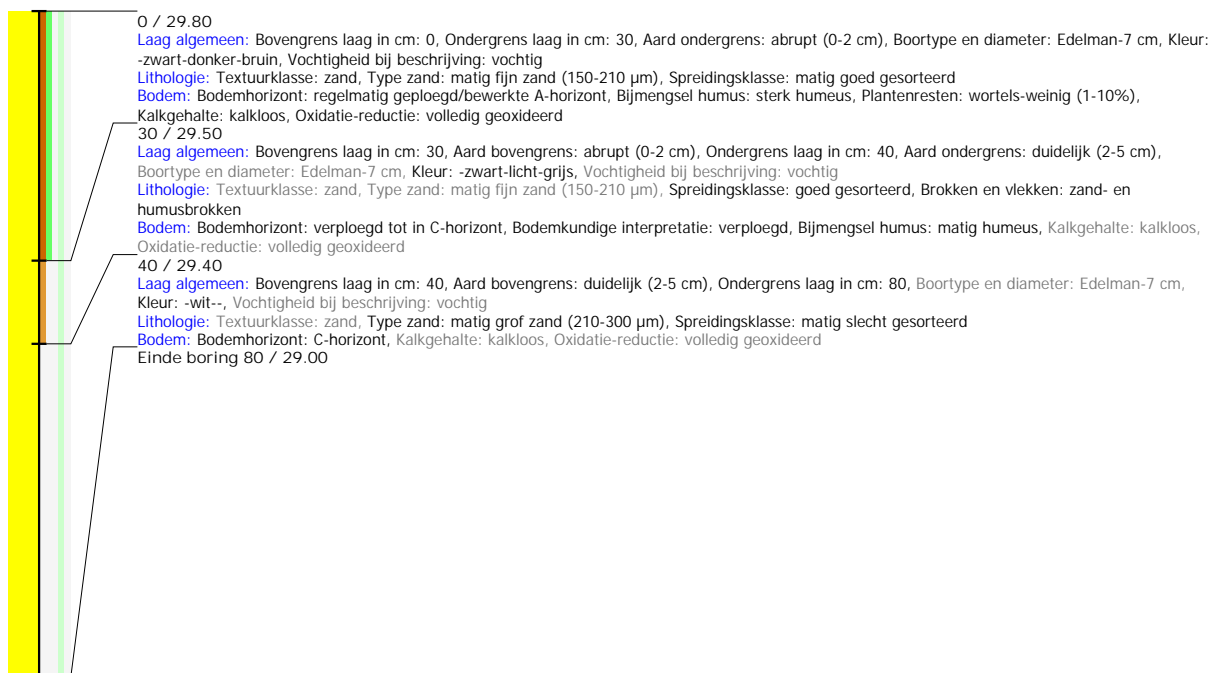 0 / 29.80
Laag algemeen: Bovengrens laag in cm: 0, Ondergrens laag in cm: 30, Aard ondergrens: abrupt (0-2 cm), Boortype en diameter: Edelman-7 cm, Kleur:
-zwart-donker-bruin, Vochtigheid bij beschrijving: vochtig
Lithologie: Textuurklasse: zand, Type zand: matig fijn zand (150-210 µm), Spreidingsklasse: matig goed gesorteerd
Bodem: Bodemhorizont: regelmatig geploegd/bewerkte A-horizont, Bijmengsel humus: sterk humeus, Plantenresten: wortels-weinig (1-10%),
Kalkgehalte: kalkloos, Oxidatie-reductie: volledig geoxideerd
30 / 29.50
Laag algemeen: Bovengrens laag in cm: 30, Aard bovengrens: abrupt (0-2 cm), Ondergrens laag in cm: 40, Aard ondergrens: duidelijk (2-5 cm),
Boortype en diameter: Edelman-7 cm, Kleur: -zwart-licht-grijs, Vochtigheid bij beschrijving: vochtig
Lithologie: Textuurklasse: zand, Type zand: matig fijn zand (150-210 µm), Spreidingsklasse: goed gesorteerd, Brokken en vlekken: zand- en
humusbrokken
Bodem: Bodemhorizont: verploegd tot in C-horizont, Bodemkundige interpretatie: verploegd, Bijmengsel humus: matig humeus, Kalkgehalte: kalkloos,
Oxidatie-reductie: volledig geoxideerd
40 / 29.40
Laag algemeen: Bovengrens laag in cm: 40, Aard bovengrens: duidelijk (2-5 cm), Ondergrens laag in cm: 80, Boortype en diameter: Edelman-7 cm,
Kleur: -wit--, Vochtigheid bij beschrijving: vochtig
Lithologie: Textuurklasse: zand, Type zand: matig grof zand (210-300 µm), Spreidingsklasse: matig slecht gesorteerd
Bodem: Bodemhorizont: C-horizont, Kalkgehalte: kalkloos, Oxidatie-reductie: volledig geoxideerd
Einde boring 80 / 29.00